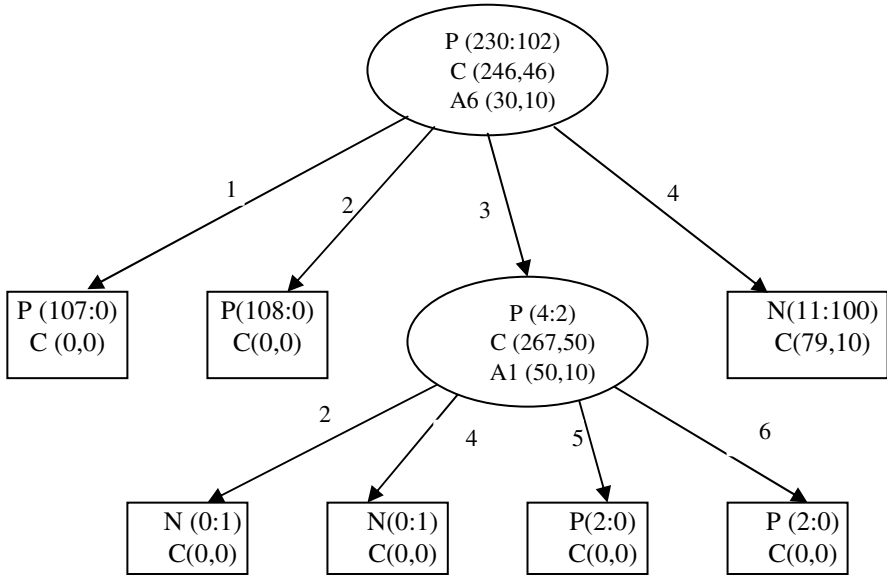 P (230:102)
C (246,46)
A6 (30,10)
1
2
3
4
P (107:0)
C (0,0)
P(108:0)
C(0,0)
P (4:2)
C (267,50)
A1 (50,10)
N(11:100)
C(79,10)
2
4
5
6
N (0:1)
C(0,0)
N(0:1)
C(0,0)
P(2:0)
C(0,0)
P (2:0)
C(0,0)